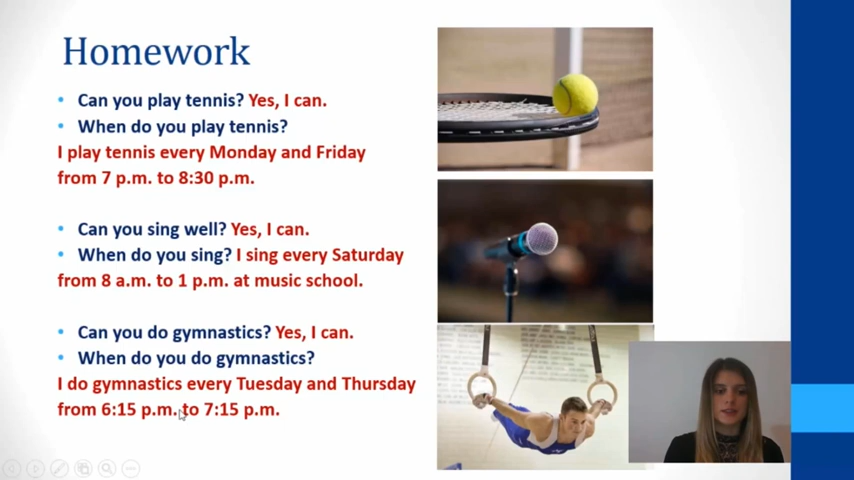 Homework
• Can you play tennis? Yes, I can.
• When do you play tennis?
I play tennis every Monday and Friday
from 7 p.m. to 8:30 p.m.
• Can you sing well? Yes, I can.
• When do you sing? I sing every Saturday
from 8 a.m. to 1 p.m. at music school.
• Can you do gymnastics? Yes, I can.
• When do you do gymnastics?
I do gymnastics every Tuesday and Thursday
from 6:15 p.m. to 7:15 p.m.